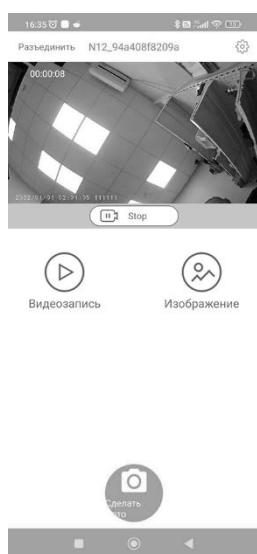 16:35
Разъединить N12_94a408f8209a
00:00:08
Stop
Видеозапись
Изображение
Сделать